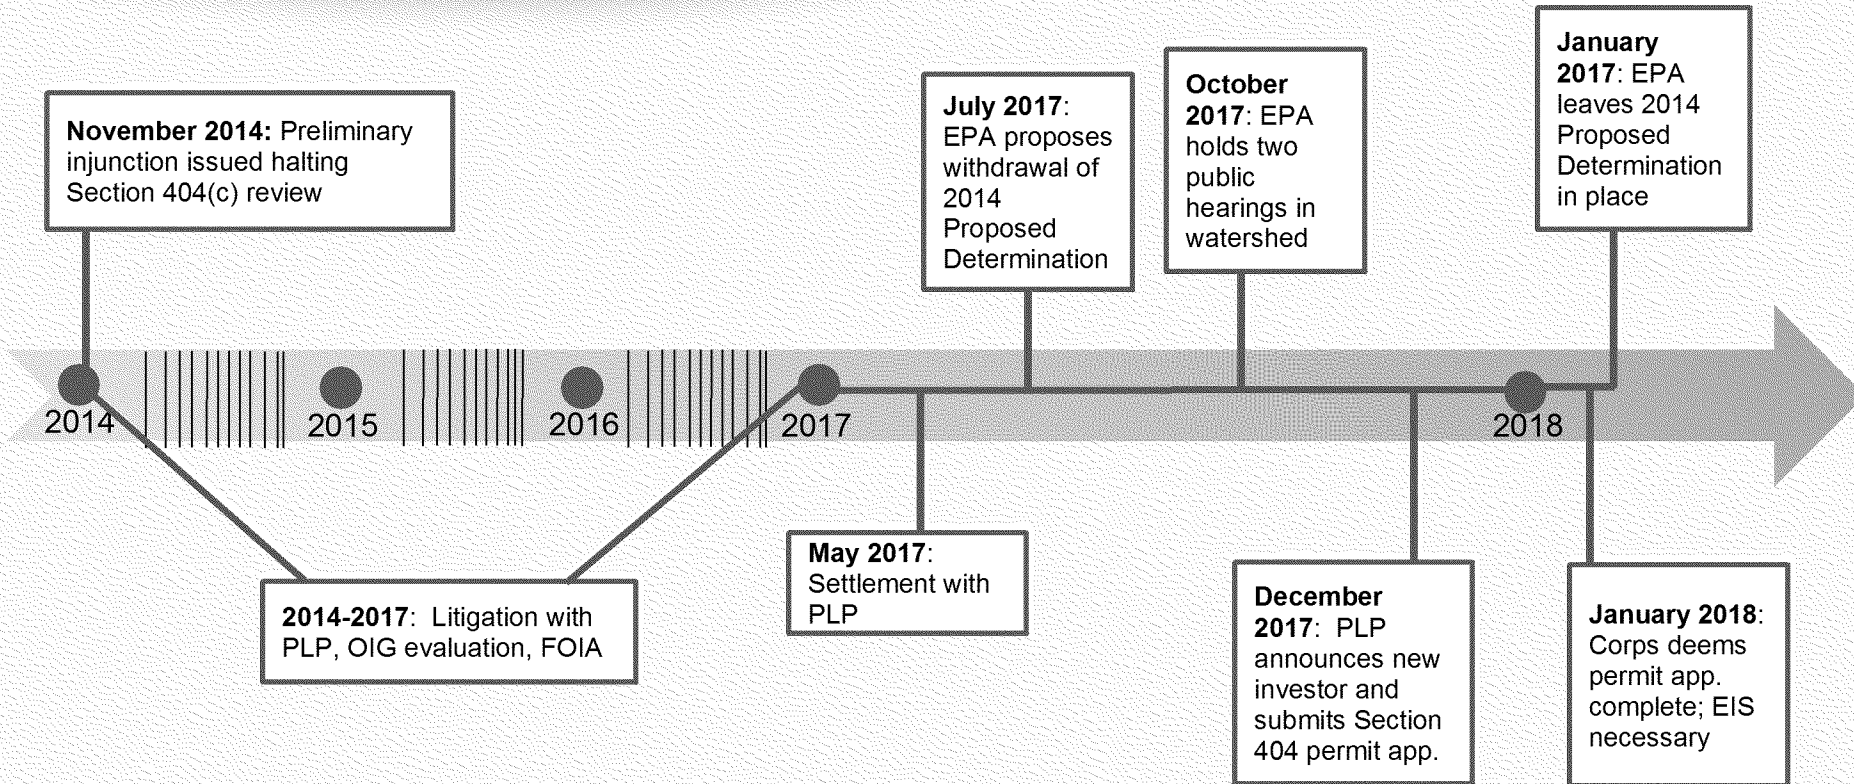 November 2014: Preliminary
injunction issued halting
Section 404(c) review
July 2017:
EPA proposes
withdrawal of
2014
Proposed
Determination
October
2017: EPA
holds two
public
hearings in
watershed
January
2017: EPA
leaves 2014
Proposed
Determination
in place
2014
2015
2016
2017
2018
2014-2017: Litigation with
PLP, OIG evaluation, FOIA
May 2017:
Settlement with
PLP
December
2017: PLP
announces new
investor and
submits Section
404 permit app.
January 2018:
Corps deems
permit app.
complete; EIS
necessary